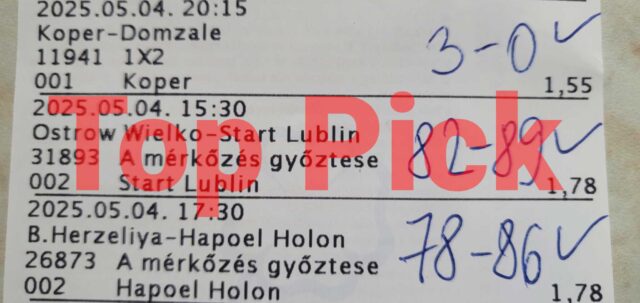 2025.05.04. 20:15
Koper-Domzale
11941 1X2
3-0 ✓
001 Koper 1,55
2025.05.04. 15:30
Ostrow Wielko-Start Lublin
31893 A mérkőzés győztese
82-89 ✓
002 Start Lublin 1,78
Top Pick
2025.05.04. 17:30
B.Herzeliya-Hapoel Holon
26873 A mérkőzés győztese
78-86 ✓
002 Hapoel Holon 1,78